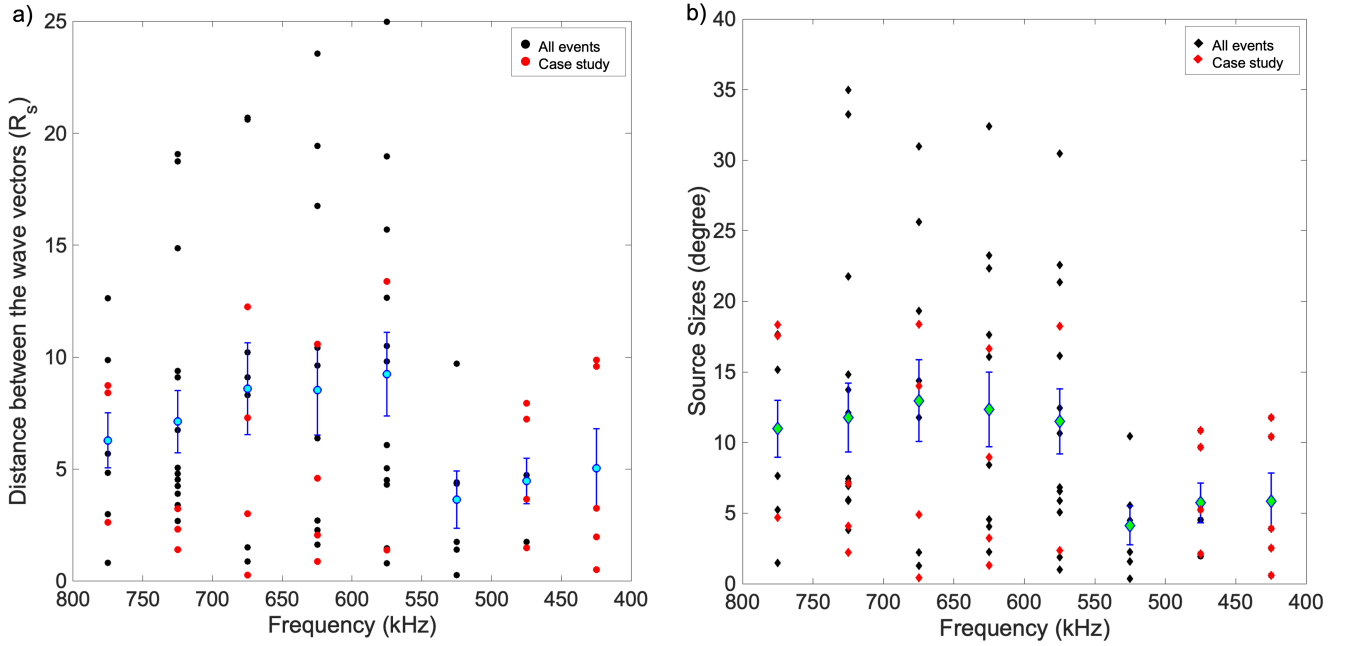 a)
Distance between the wave vectors (Rs)
25
20
15
10
5
0
All events
Case study
800 750 700 650 600 550 500 450 400
Frequency (kHz)
b)
Source Sizes (degree)
40
35
30
25
20
15
10
5
0
All events
Case study
800 750 700 650 600 550 500 450 400
Frequency (kHz)